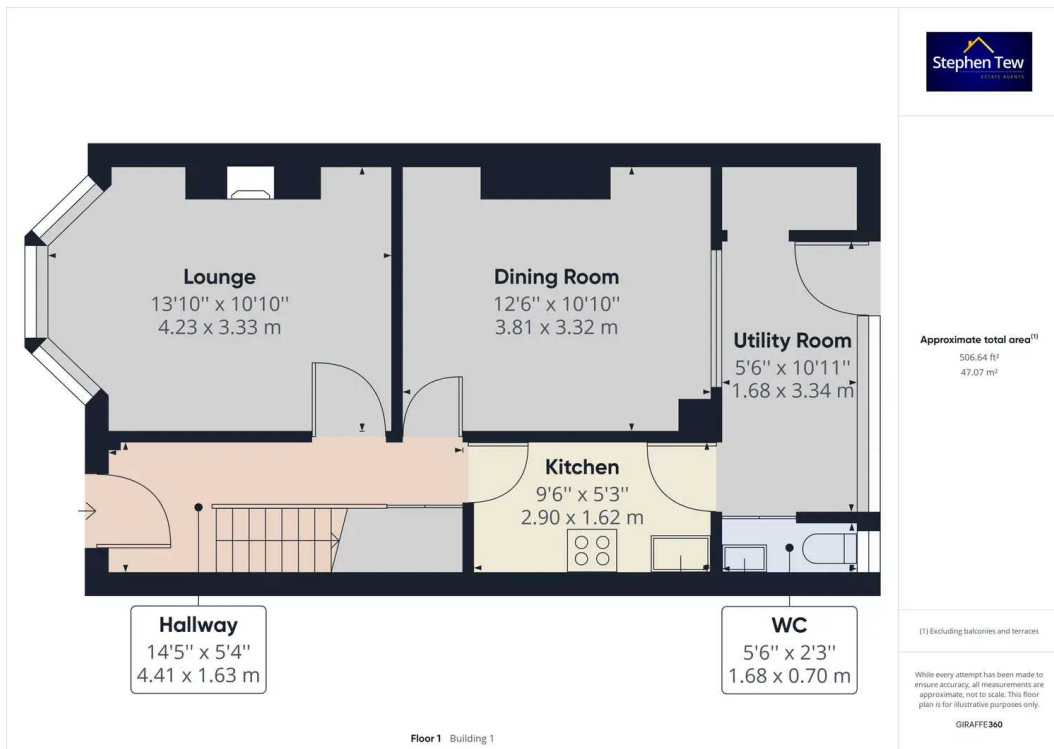 Lounge
13'10'' x 10'10''
4.23 x 3.33 m
Dining Room
12'6'' x 10'10''
3.81 x 3.32 m
Utility Room
5'6'' x 10'11''
1.68 x 3.34 m
Kitchen
9'6'' x 5'3''
2.90 x 1.62 m
Hallway
14'5'' x 5'4''
4.41 x 1.63 m
WC
5'6'' x 2'3''
1.68 x 0.70 m
Floor 1 Building 1
Stephen Tew
ESTATE AGENTS
Approximate total area(1)
506.64 ft²
47.07 m²
(1) Excluding balconies and terraces
While every attempt has been made to
ensure accuracy, all measurements are
approximate, not to scale. This floor
plan is for illustrative purposes only.
GIRAFFE360